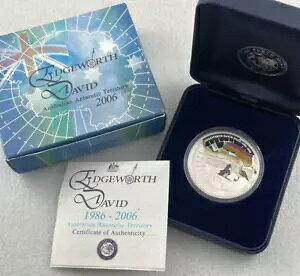 EDGEWORTH
DAVID
Australian Antarctic Territory
2006
EDGEWORTH
DAVID
1986 - 2006
Australian Antarctic Territory
Certificate of Authenticity